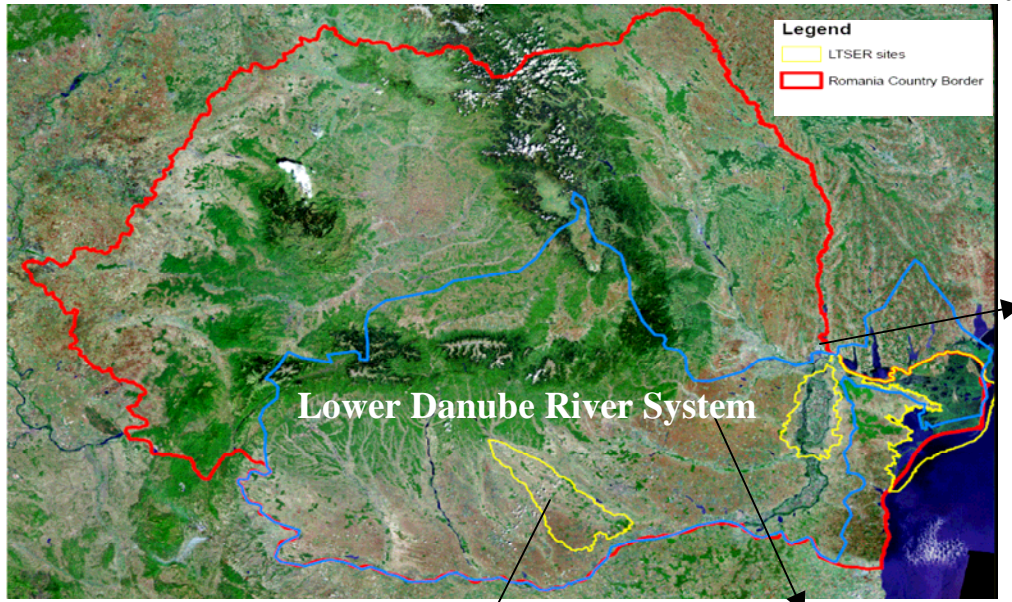 Legend
LTSER sites
Romania Country Border
Lower Danube River System